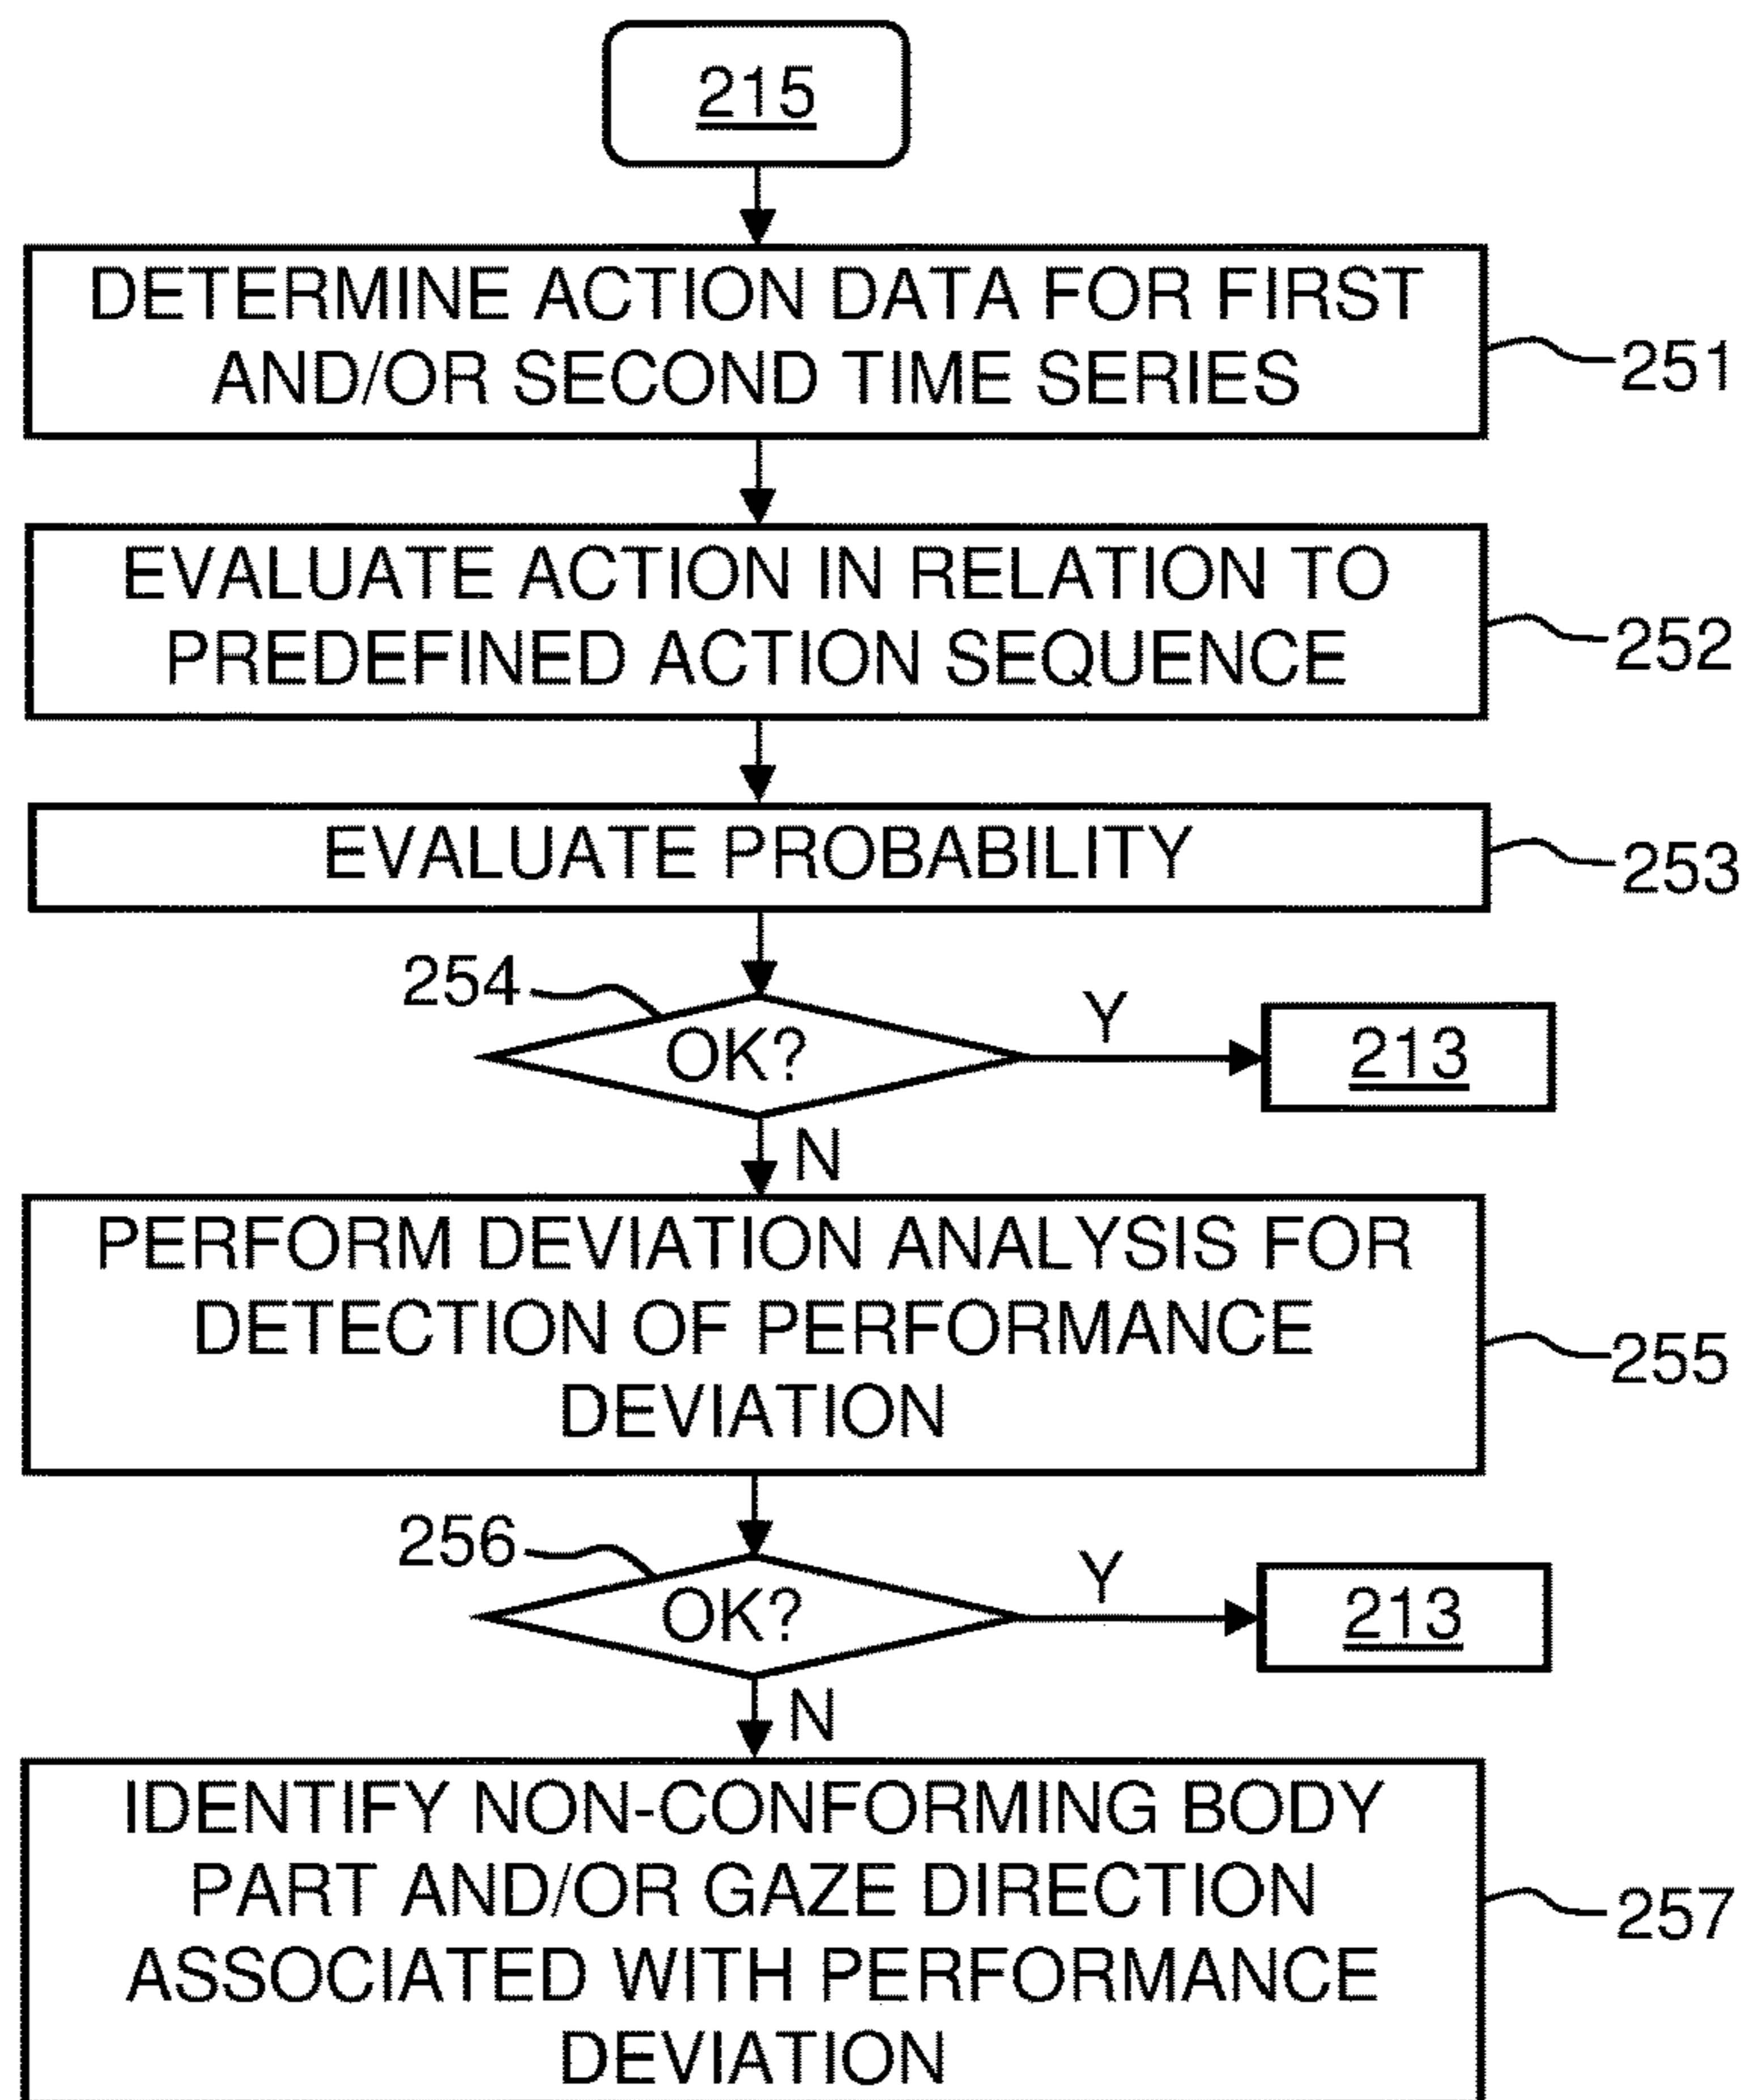 215
DETERMINE ACTION DATA FOR FIRST
AND/OR SECOND TIME SERIES
251
EVALUATE ACTION IN RELATION TO
PREDEFINED ACTION SEQUENCE
252
EVALUATE PROBABILITY
253
254
OK?
Y
213
N
PERFORM DEVIATION ANALYSIS FOR
DETECTION OF PERFORMANCE
DEVIATION
255
256
OK?
Y
213
N
IDENTIFY NON-CONFORMING BODY
PART AND/OR GAZE DIRECTION
ASSOCIATED WITH PERFORMANCE
DEVIATION
257